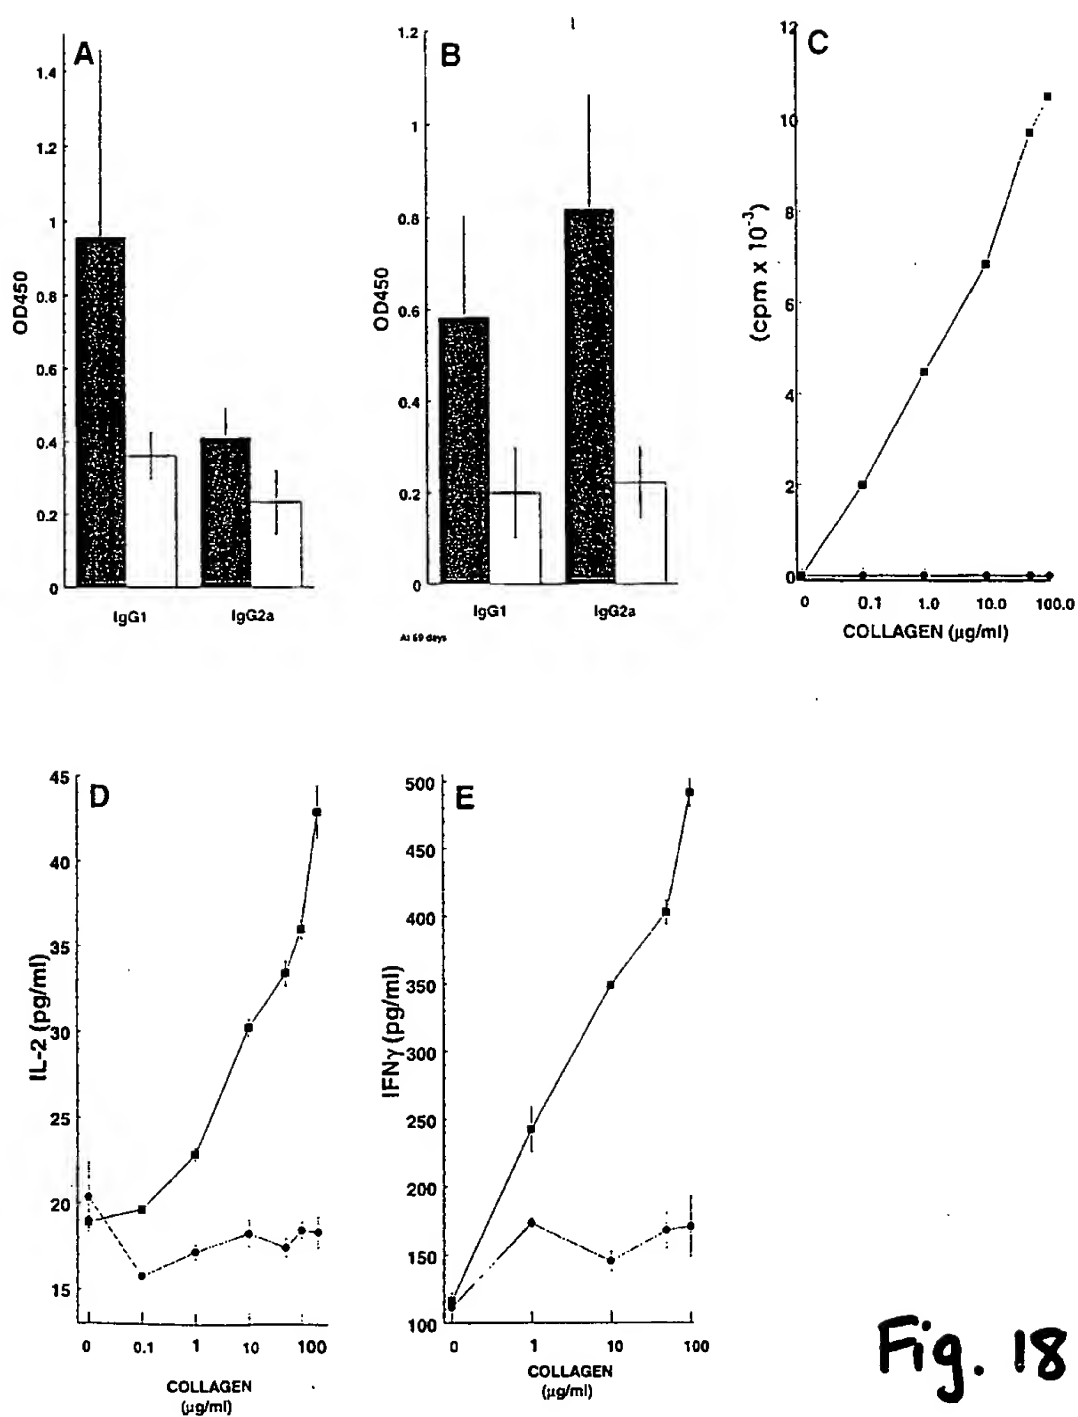 A
1.4
1.2
1
0.8
0.6
0.4
0.2
0
OD450
IgG1 IgG2a
B
1.2
1
0.8
0.6
0.4
0.2
0
OD450
IgG1 IgG2a
At 59 days
C
12
10
8
6
4
2
0
(cpm x 10⁻³)
0 0.1 1.0 10.0 100.0
COLLAGEN (µg/ml)
D
45
40
35
30
25
20
15
IL-2 (pg/ml)
0 0.1 1 10 100
COLLAGEN
(µg/ml)
E
500
450
400
350
300
250
200
150
100
IFNγ (pg/ml)
0 1 10 100
COLLAGEN
(µg/ml)
Fig. 18